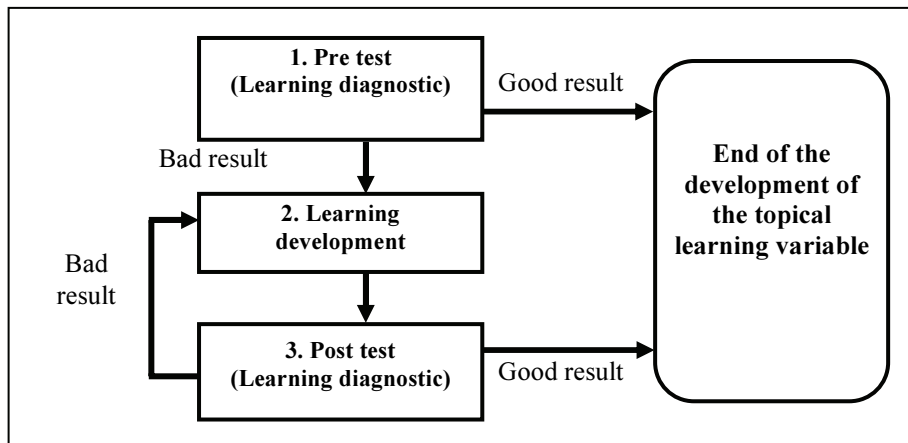 1. Pre test
(Learning diagnostic)
Good result
Bad result
End of the
development of
the topical
learning variable
2. Learning
development
Bad
result
3. Post test
(Learning diagnostic)
Good result